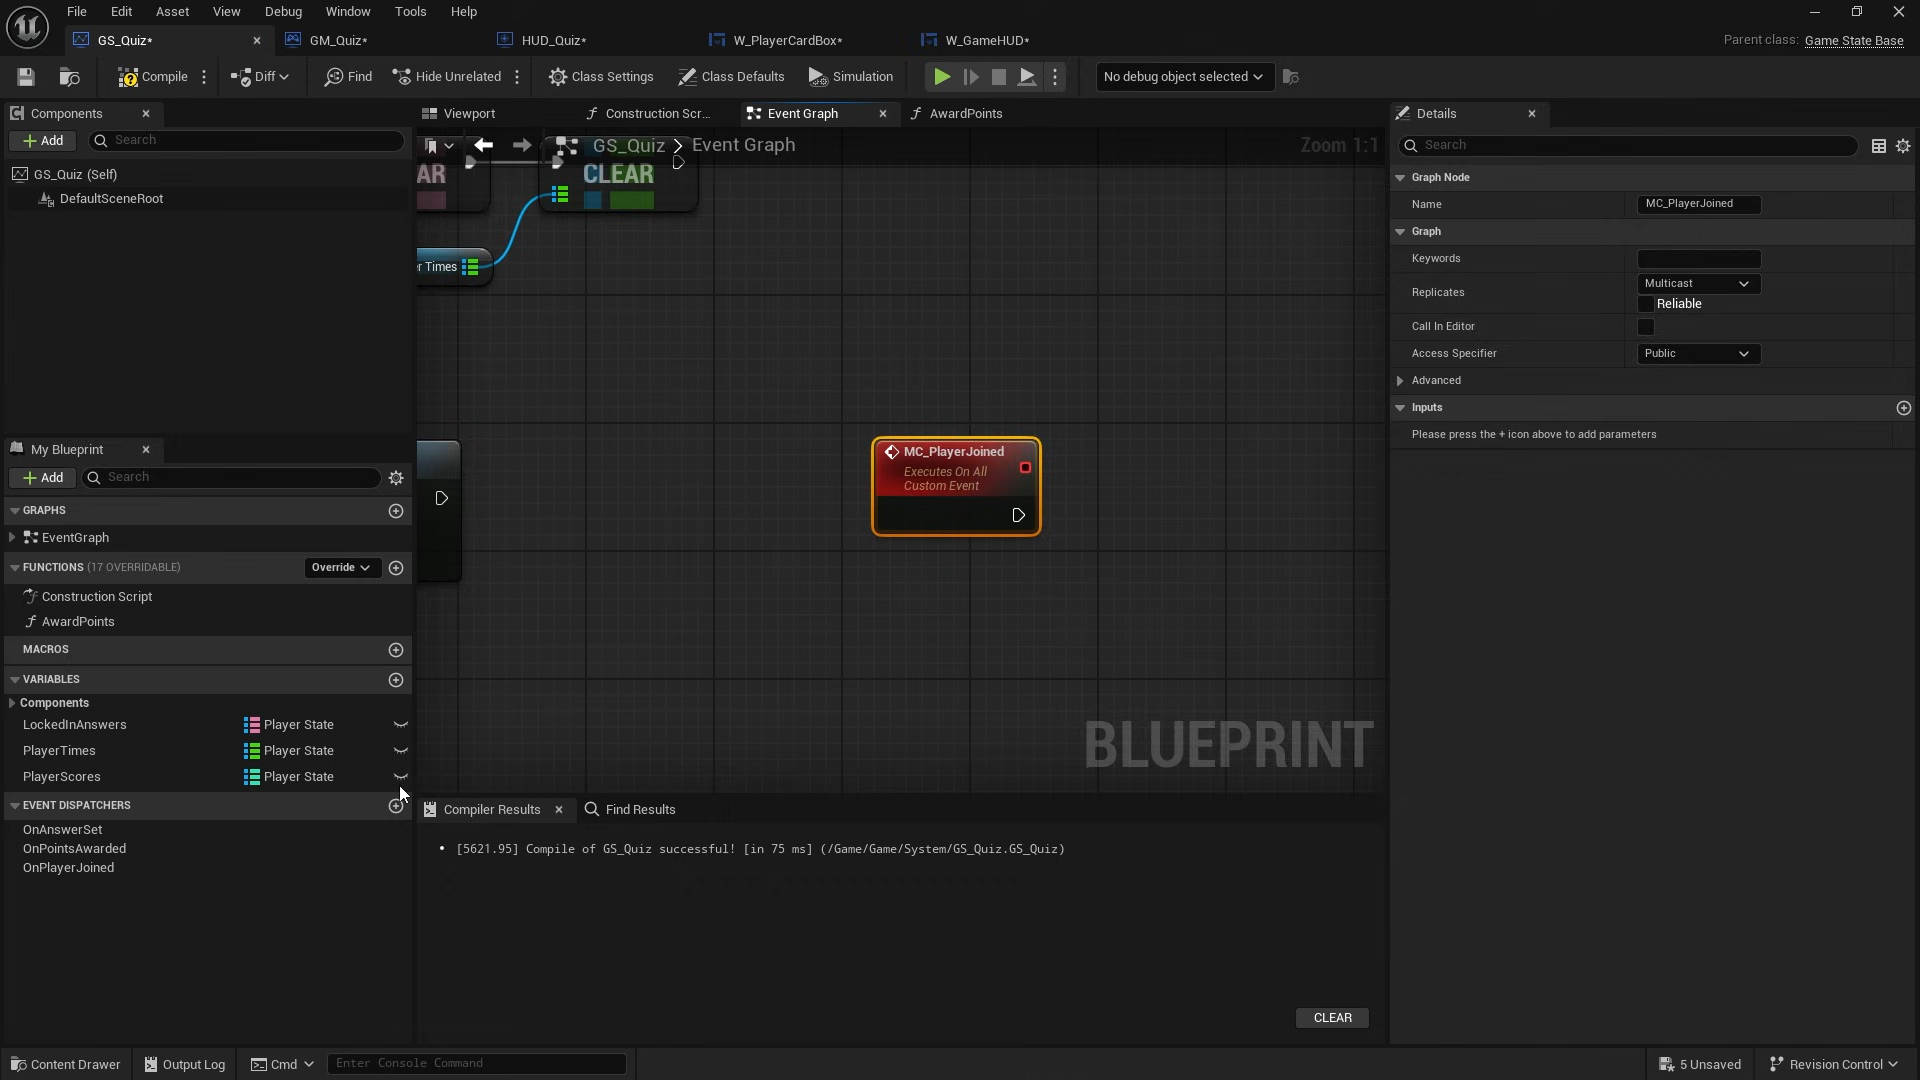 File Edit Asset View Debug Window Tools Help
GS_Quiz* GM_Quiz* HUD_Quiz* W_PlayerCardBox* W_GameHUD*
Parent class: Game State Base
Compile Diff Find Hide Unrelated Class Settings Class Defaults Simulation No debug object selected
Components
Add Search
GS_Quiz (Self)
DefaultSceneRoot
My Blueprint
Add Search
GRAPHS
EventGraph
FUNCTIONS (17 OVERRIDABLE) Override
Construction Script
AwardPoints
MACROS
VARIABLES
Components
LockedInAnswers Player State
PlayerTimes Player State
PlayerScores Player State
EVENT DISPATCHERS
OnAnswerSet
OnPointsAwarded
OnPlayerJoined
Viewport Construction Scr... Event Graph AwardPoints
GS_Quiz > Event Graph
Zoom 1:1
AR CLEAR
r Times
MC_PlayerJoined
Executes On All
Custom Event
BLUEPRINT
Compiler Results Find Results
• [5621.95] Compile of GS_Quiz successful! [in 75 ms] (/Game/Game/System/GS_Quiz.GS_Quiz)
CLEAR
Details
Search
Graph Node
Name MC_PlayerJoined
Graph
Keywords
Replicates Multicast
Reliable
Call In Editor
Access Specifier Public
Advanced
Inputs
Please press the + icon above to add parameters
Content Drawer Output Log Cmd Enter Console Command 5 Unsaved Revision Control